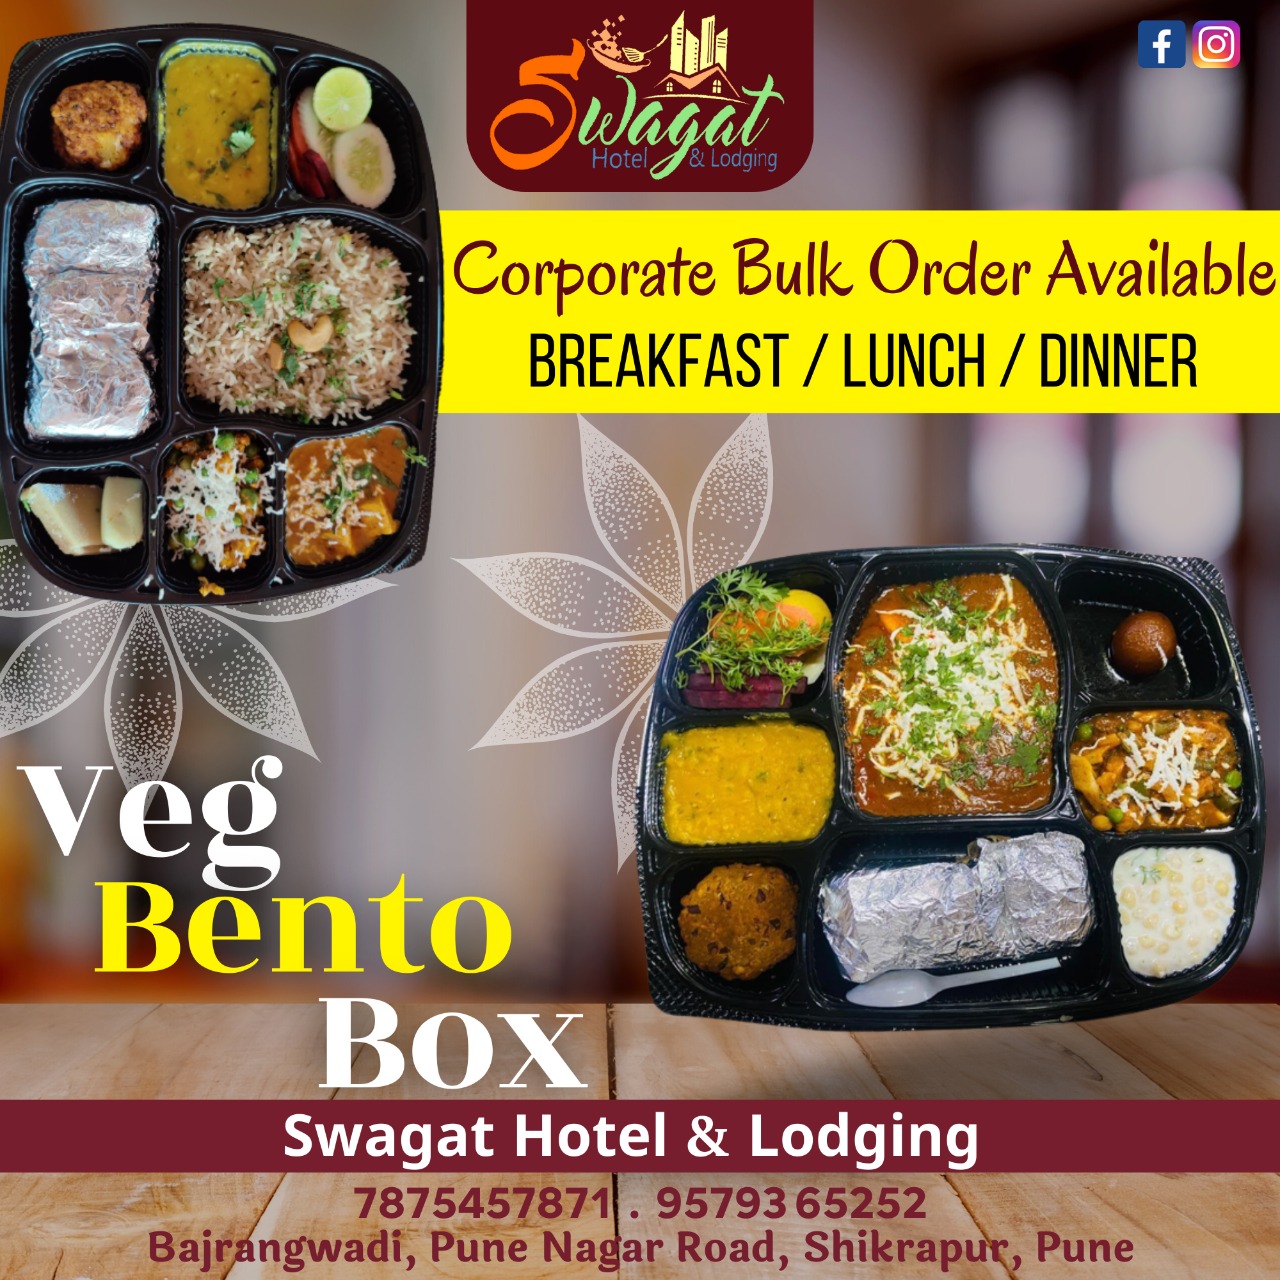 Swagat
Hotel & Lodging
Corporate Bulk Order Available
BREAKFAST / LUNCH / DINNER
Veg
Bento
Box
Swagat Hotel & Lodging
7875457871 . 9579365252
Bajrangwadi, Pune Nagar Road, Shikrapur, Pune